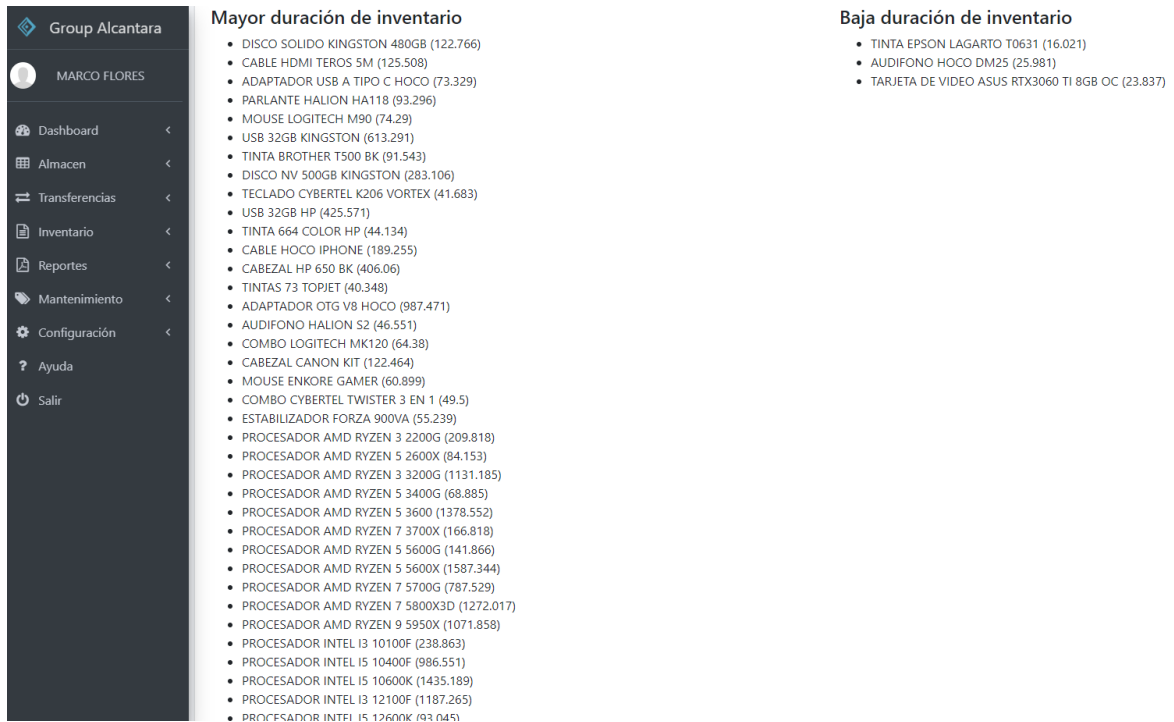 Group Alcantara
MARCO FLORES
Dashboard
Almacen
Transferencias
Inventario
Reportes
Mantenimiento
Configuración
Ayuda
Salir
Mayor duración de inventario
DISCO SOLIDO KINGSTON 480GB (122.766)
CABLE HDMI TEROS 5M (125.508)
ADAPTADOR USB A TIPO C HOCO (73.329)
PARLANTE HALION HA118 (93.296)
MOUSE LOGITECH M90 (74.29)
USB 32GB KINGSTON (613.291)
TINTA BROTHER T500 BK (91.543)
DISCO NV 500GB KINGSTON (283.106)
TECLADO CYBERTEL K206 VORTEX (41.683)
USB 32GB HP (425.571)
TINTA 664 COLOR HP (44.134)
CABLE HOCO IPHONE (189.255)
CABEZAL HP 650 BK (406.06)
TINTAS 73 TOPJET (40.348)
ADAPTADOR OTG V8 HOCO (987.471)
AUDIFONO HALION S2 (46.551)
COMBO LOGITECH MK120 (64.38)
CABEZAL CANON KIT (122.464)
MOUSE ENKORE GAMER (60.899)
COMBO CYBERTEL TWISTER 3 EN 1 (49.5)
ESTABILIZADOR FORZA 900VA (55.239)
PROCESADOR AMD RYZEN 3 2200G (209.818)
PROCESADOR AMD RYZEN 5 2600X (84.153)
PROCESADOR AMD RYZEN 3 3200G (1131.185)
PROCESADOR AMD RYZEN 5 3400G (68.885)
PROCESADOR AMD RYZEN 5 3600 (1378.552)
PROCESADOR AMD RYZEN 7 3700X (166.818)
PROCESADOR AMD RYZEN 5 5600G (141.866)
PROCESADOR AMD RYZEN 5 5600X (1587.344)
PROCESADOR AMD RYZEN 7 5700G (787.529)
PROCESADOR AMD RYZEN 7 5800X3D (1272.017)
PROCESADOR AMD RYZEN 9 5950X (1071.858)
PROCESADOR INTEL I3 10100F (238.863)
PROCESADOR INTEL I5 10400F (986.551)
PROCESADOR INTEL I5 10600K (1435.189)
PROCESADOR INTEL I3 12100F (1187.265)
PROCESADOR INTEL I5 12600K (93.045)
Baja duración de inventario
TINTA EPSON LAGARTO T0631 (16.021)
AUDIFONO HOCO DM25 (25.981)
TARJETA DE VIDEO ASUS RTX3060 TI 8GB OC (23.837)